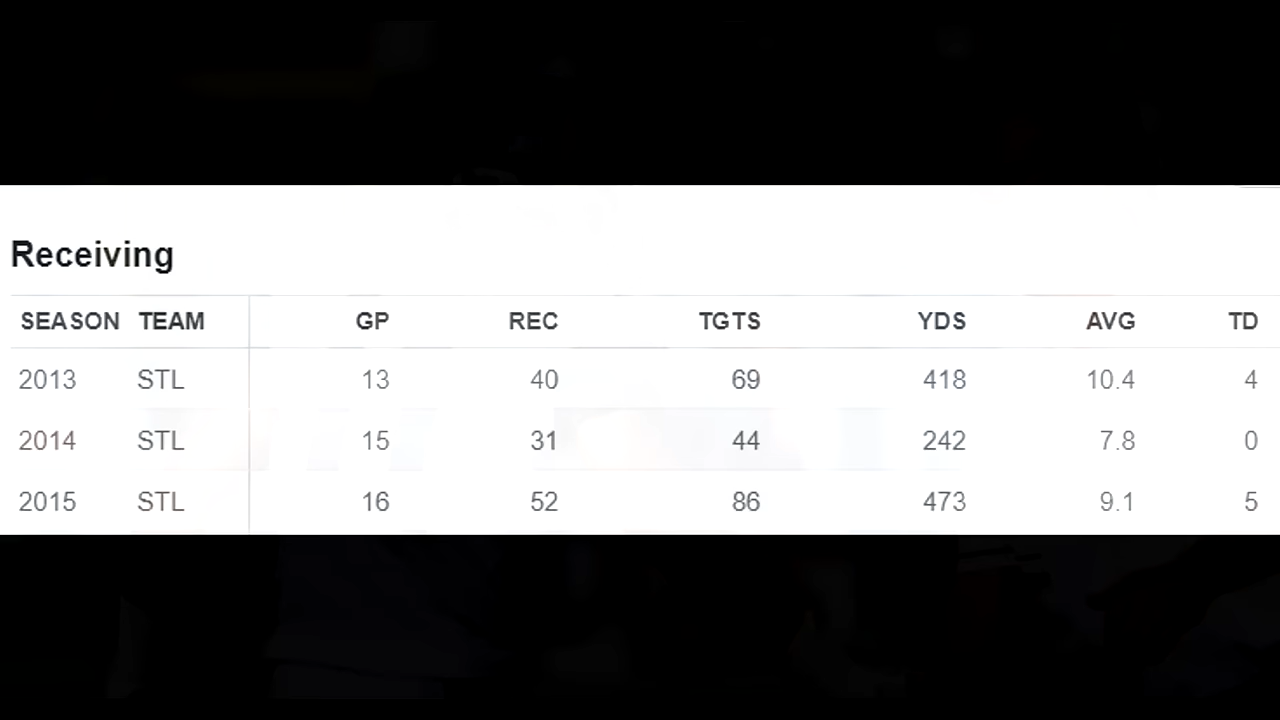 Receiving
SEASON TEAM GP REC TGTS YDS AVG TD
2013 STL 13 40 69 418 10.4 4
2014 STL 15 31 44 242 7.8 0
2015 STL 16 52 86 473 9.1 5